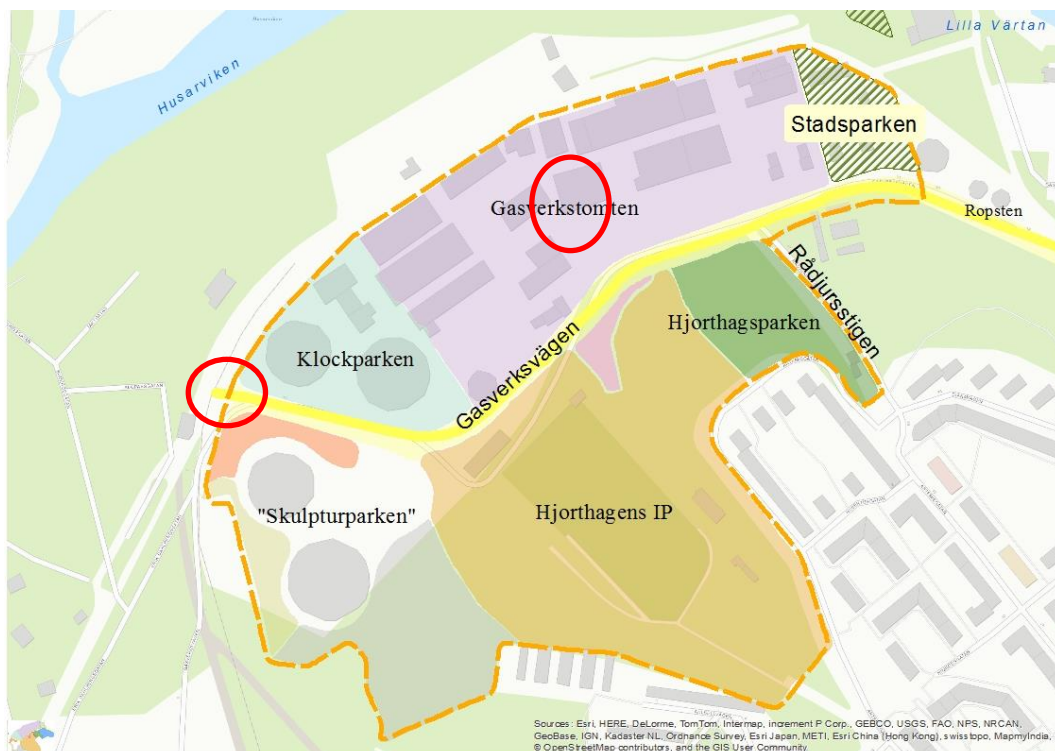 Lilla Värtan
Husarviken
Stadsparken
Gasverkstomten
Ropsten
Rådjursstigen
Hjorthagsparken
Klockparken
Gasverksvägen
"Skulpturparken"
Hjorthagens IP
Sources: Esri, HERE, DeLorme, TomTom, Intermap, increment P Corp., GEBCO, USGS, FAO, NPS, NRCAN,
GeoBase, IGN, Kadaster NL, Ordnance Survey, Esri Japan, METI, Esri China (Hong Kong), swisstopo, MapmyIndia,
© OpenStreetMap contributors, and the GIS User Community